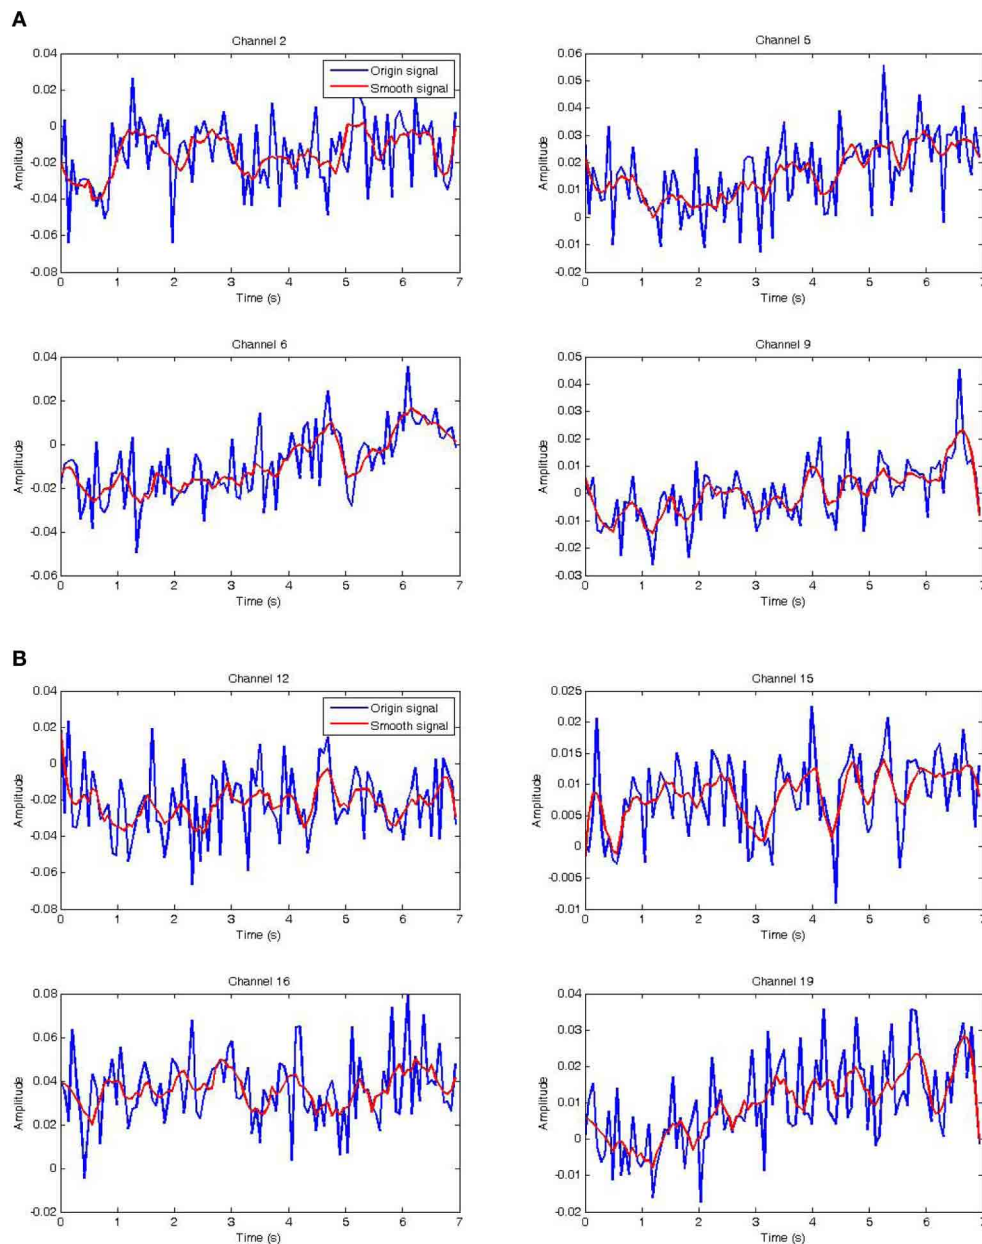 A
Channel 2
0.04
0.02
0
-0.02
-0.04
-0.06
-0.08
Amplitude
Origin signal
Smooth signal
0 1 2 3 4 5 6 7
Time (s)
Channel 5
0.06
0.05
0.04
0.03
0.02
0.01
0
-0.01
-0.02
Amplitude
0 1 2 3 4 5 6 7
Time (s)
Channel 6
0.04
0.02
0
-0.02
-0.04
-0.06
Amplitude
0 1 2 3 4 5 6 7
Time (s)
Channel 9
0.05
0.04
0.03
0.02
0.01
0
-0.01
-0.02
-0.03
Amplitude
0 1 2 3 4 5 6 7
Time (s)
B
Channel 12
0.04
0.02
0
-0.02
-0.04
-0.06
-0.08
Amplitude
Origin signal
Smooth signal
0 1 2 3 4 5 6 7
Time (s)
Channel 15
0.025
0.02
0.015
0.01
0.005
0
-0.005
-0.01
Amplitude
0 1 2 3 4 5 6 7
Time (s)
Channel 16
0.08
0.06
0.04
0.02
0
-0.02
Amplitude
0 1 2 3 4 5 6 7
Time (s)
Channel 19
0.04
0.03
0.02
0.01
0
-0.01
-0.02
Amplitude
0 1 2 3 4 5 6 7
Time (s)